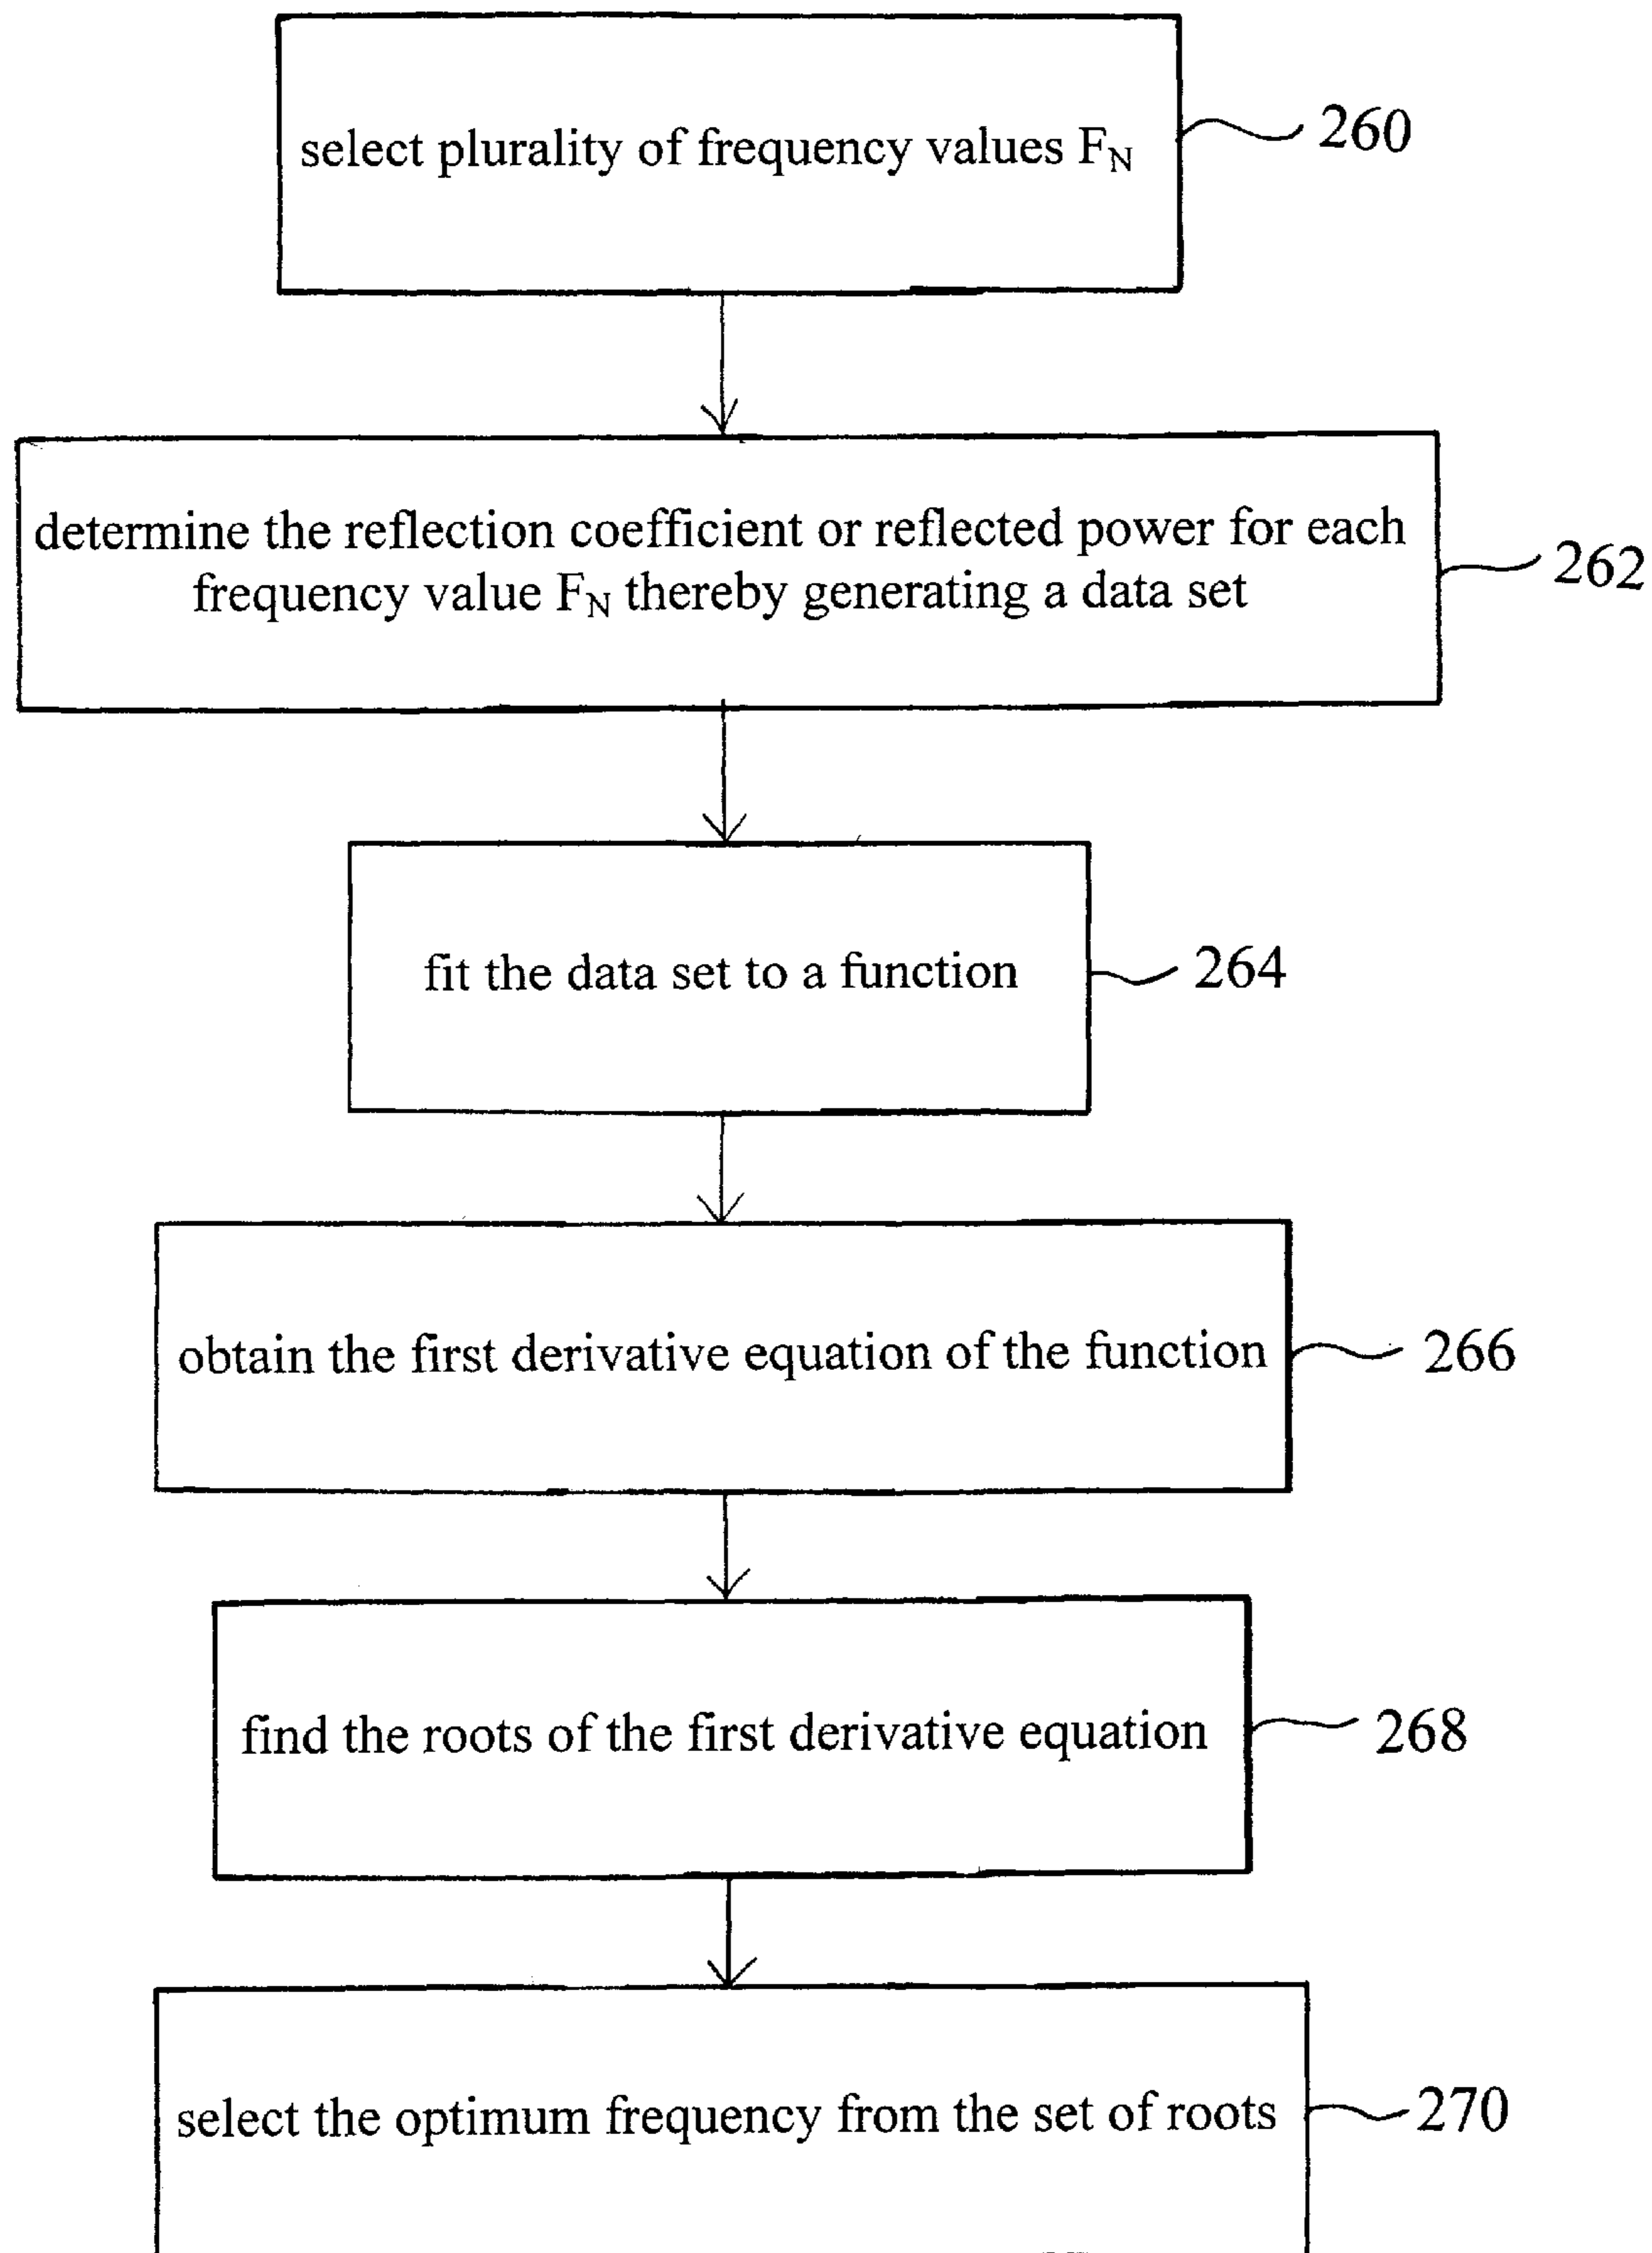 select plurality of frequency values F_N
260
determine the reflection coefficient or reflected power for each
frequency value F_N thereby generating a data set
262
fit the data set to a function
264
obtain the first derivative equation of the function
266
find the roots of the first derivative equation
268
select the optimum frequency from the set of roots
270